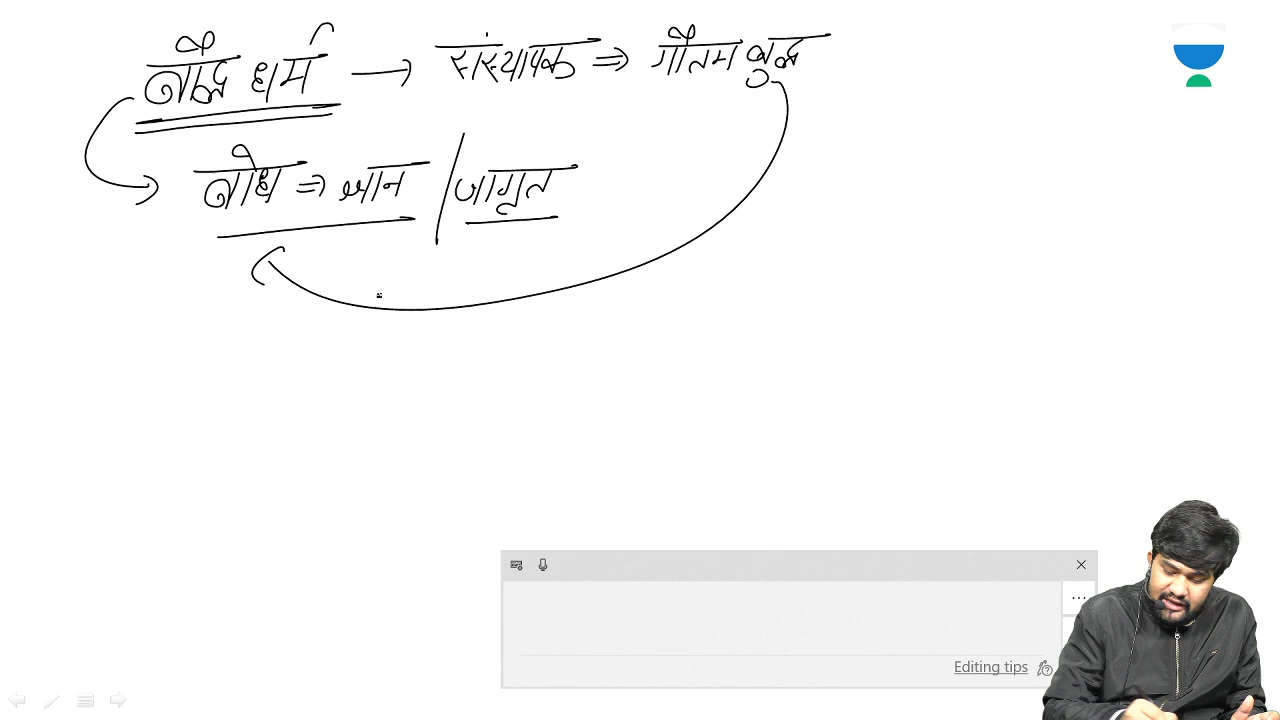 बौद्ध धर्म → संस्थापक ⇒ गौतम बुद्ध
बोध ⇒ ज्ञान / जागृत
Editing tips